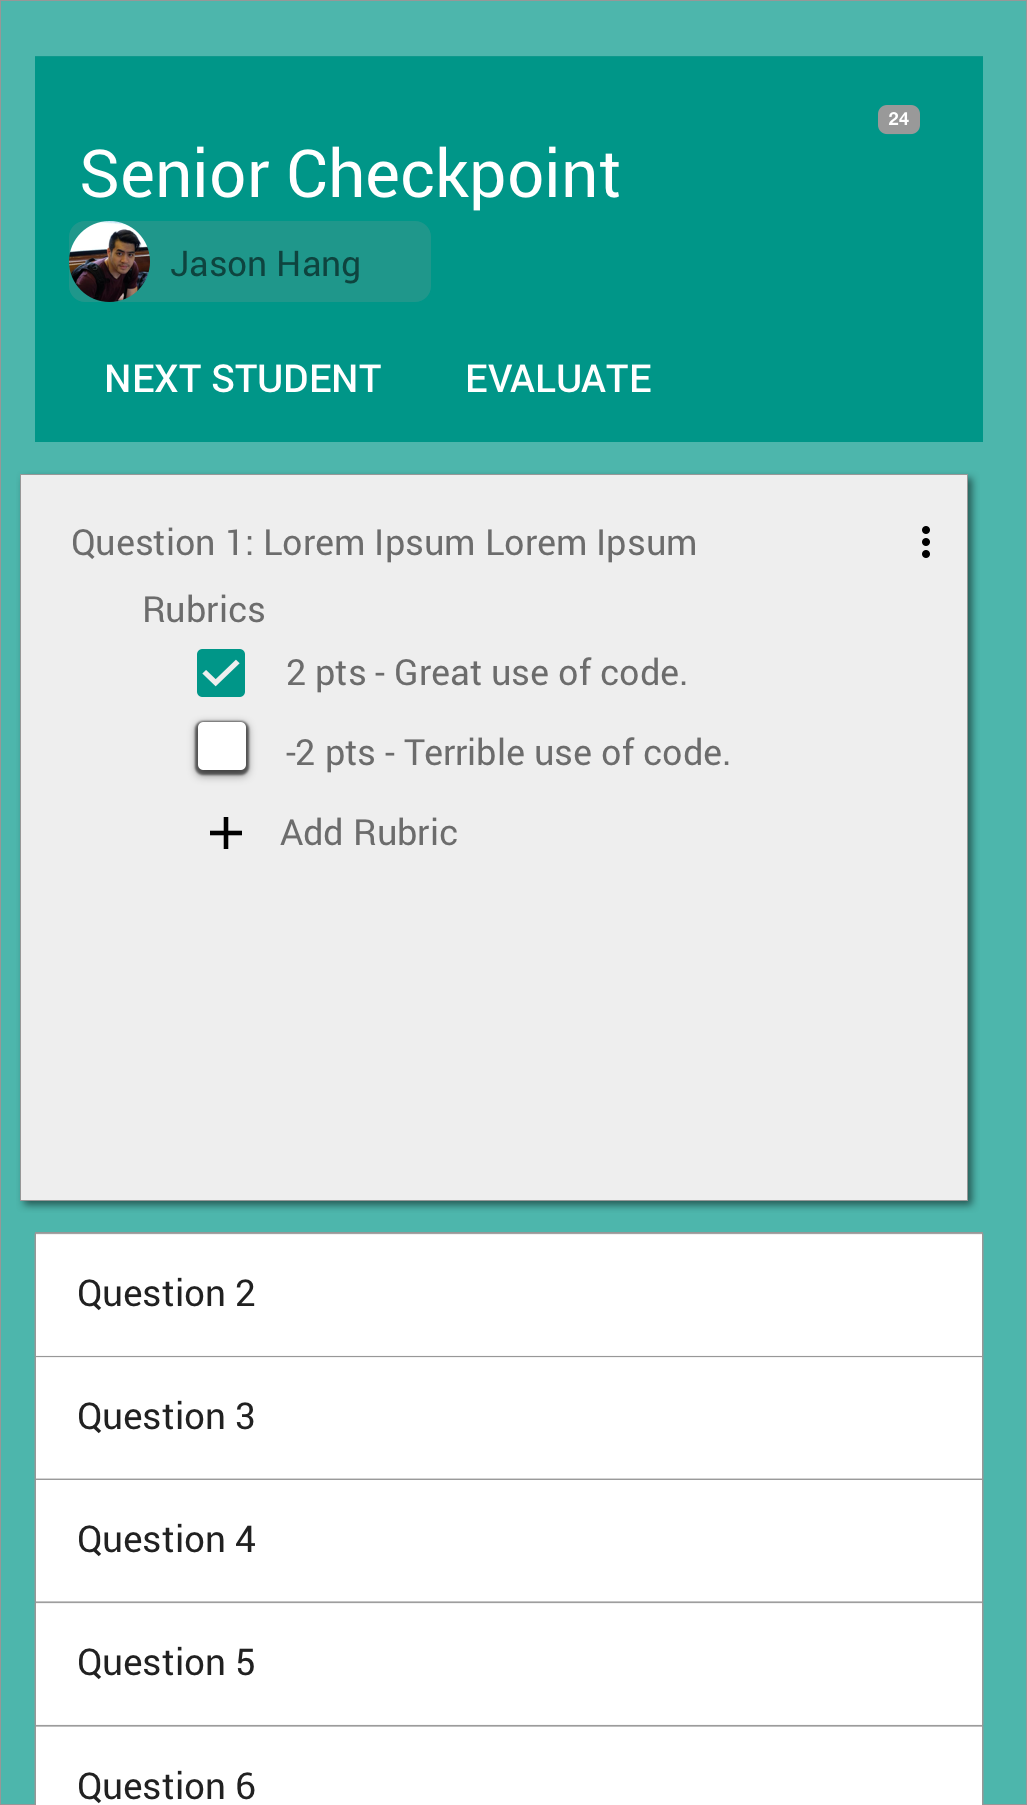 24
Senior Checkpoint
Jason Hang
NEXT STUDENT EVALUATE
Question 1: Lorem Ipsum Lorem Ipsum
Rubrics
2 pts - Great use of code.
-2 pts - Terrible use of code.
Add Rubric
Question 2
Question 3
Question 4
Question 5
Question 6